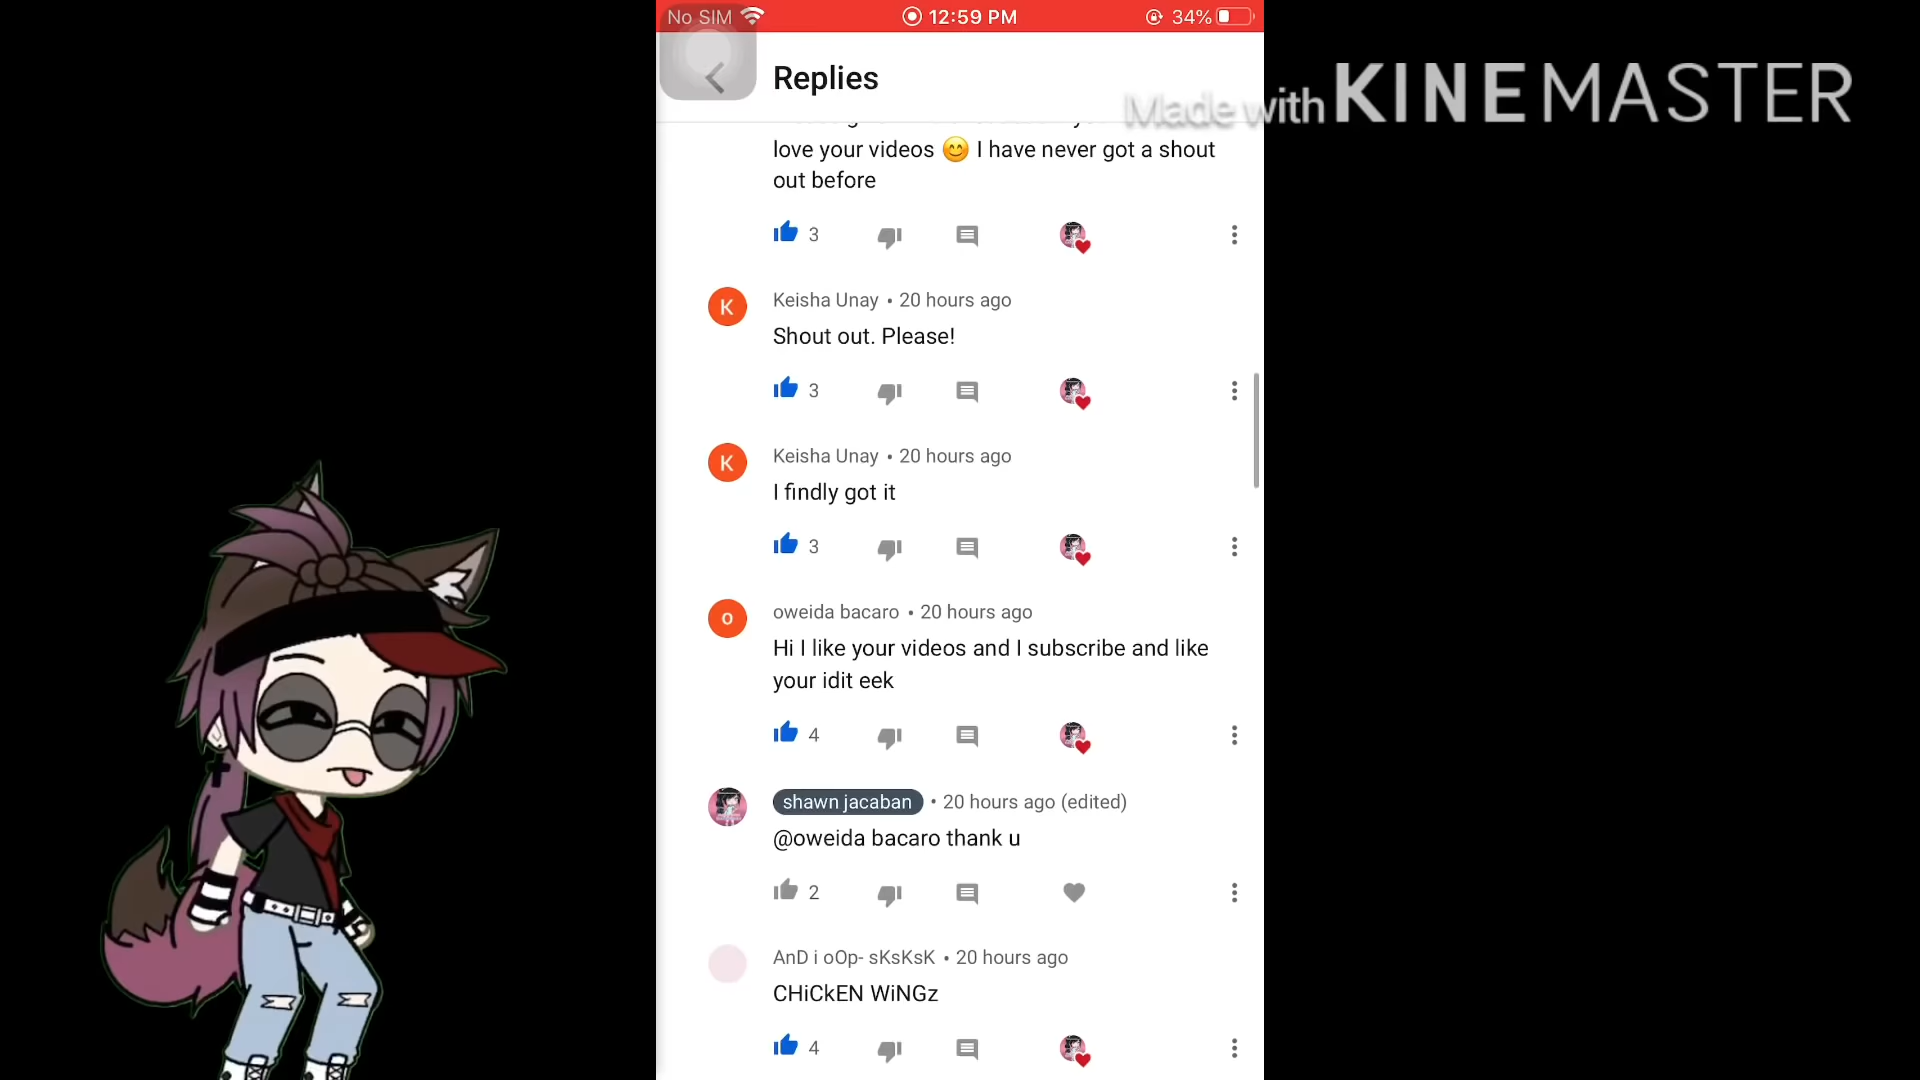 No SIM 12:59 PM 34%
Replies
Made with KINEMASTER
love your videos 😊 I have never got a shout
out before
3
K
Keisha Unay • 20 hours ago
Shout out. Please!
3
K
Keisha Unay • 20 hours ago
I findly got it
3
o
oweida bacaro • 20 hours ago
Hi I like your videos and I subscribe and like
your idit eek
4
shawn jacaban • 20 hours ago (edited)
@oweida bacaro thank u
2
AnD i oOp- sKsKsK • 20 hours ago
CHiCkEN WiNGz
4